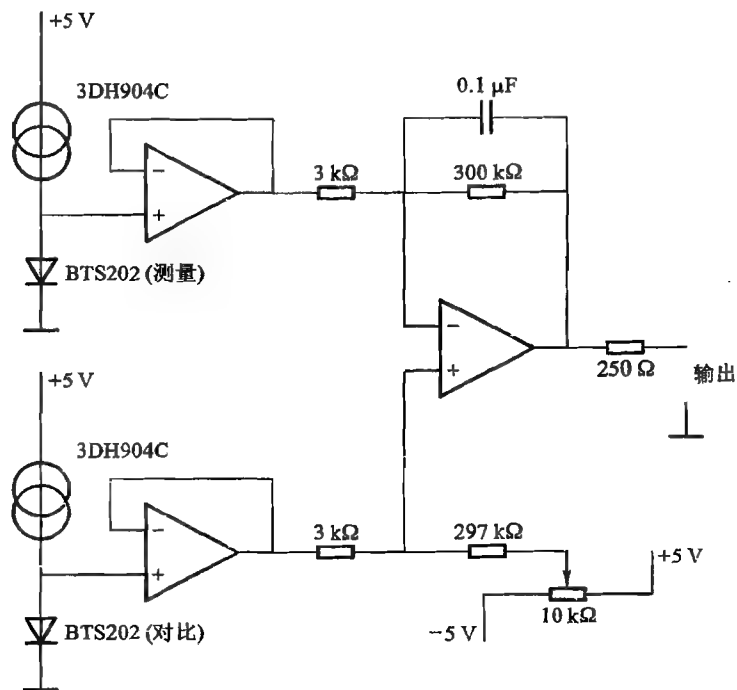 +5 V
3DH904C
0.1 μF
3 kΩ
300 kΩ
−
+
BTS202 (测量)
−
+
250 Ω
输出
+5 V
3DH904C
3 kΩ
297 kΩ
−
+
+5 V
−5 V
10 kΩ
BTS202 (对比)